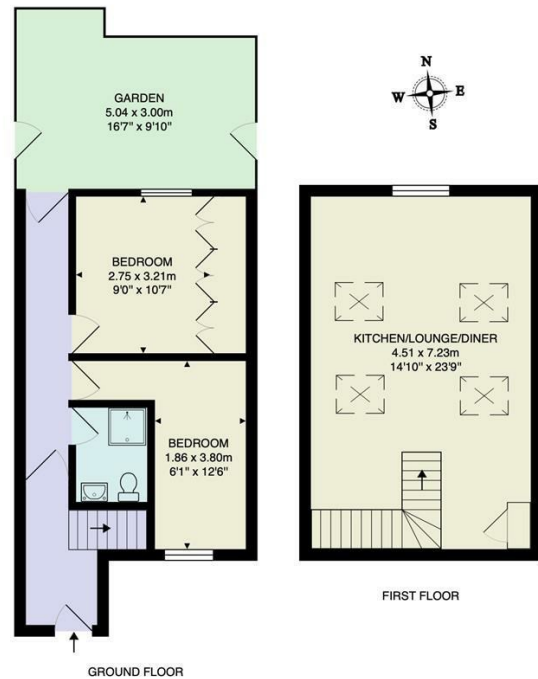 GARDEN
5.04 x 3.00m
16'7" x 9'10"
N
W E
S
BEDROOM
2.75 x 3.21m
9'0" x 10'7"
KITCHEN/LOUNGE/DINER
4.51 x 7.23m
14'10" x 23'9"
BEDROOM
1.86 x 3.80m
6'1" x 12'6"
FIRST FLOOR
GROUND FLOOR